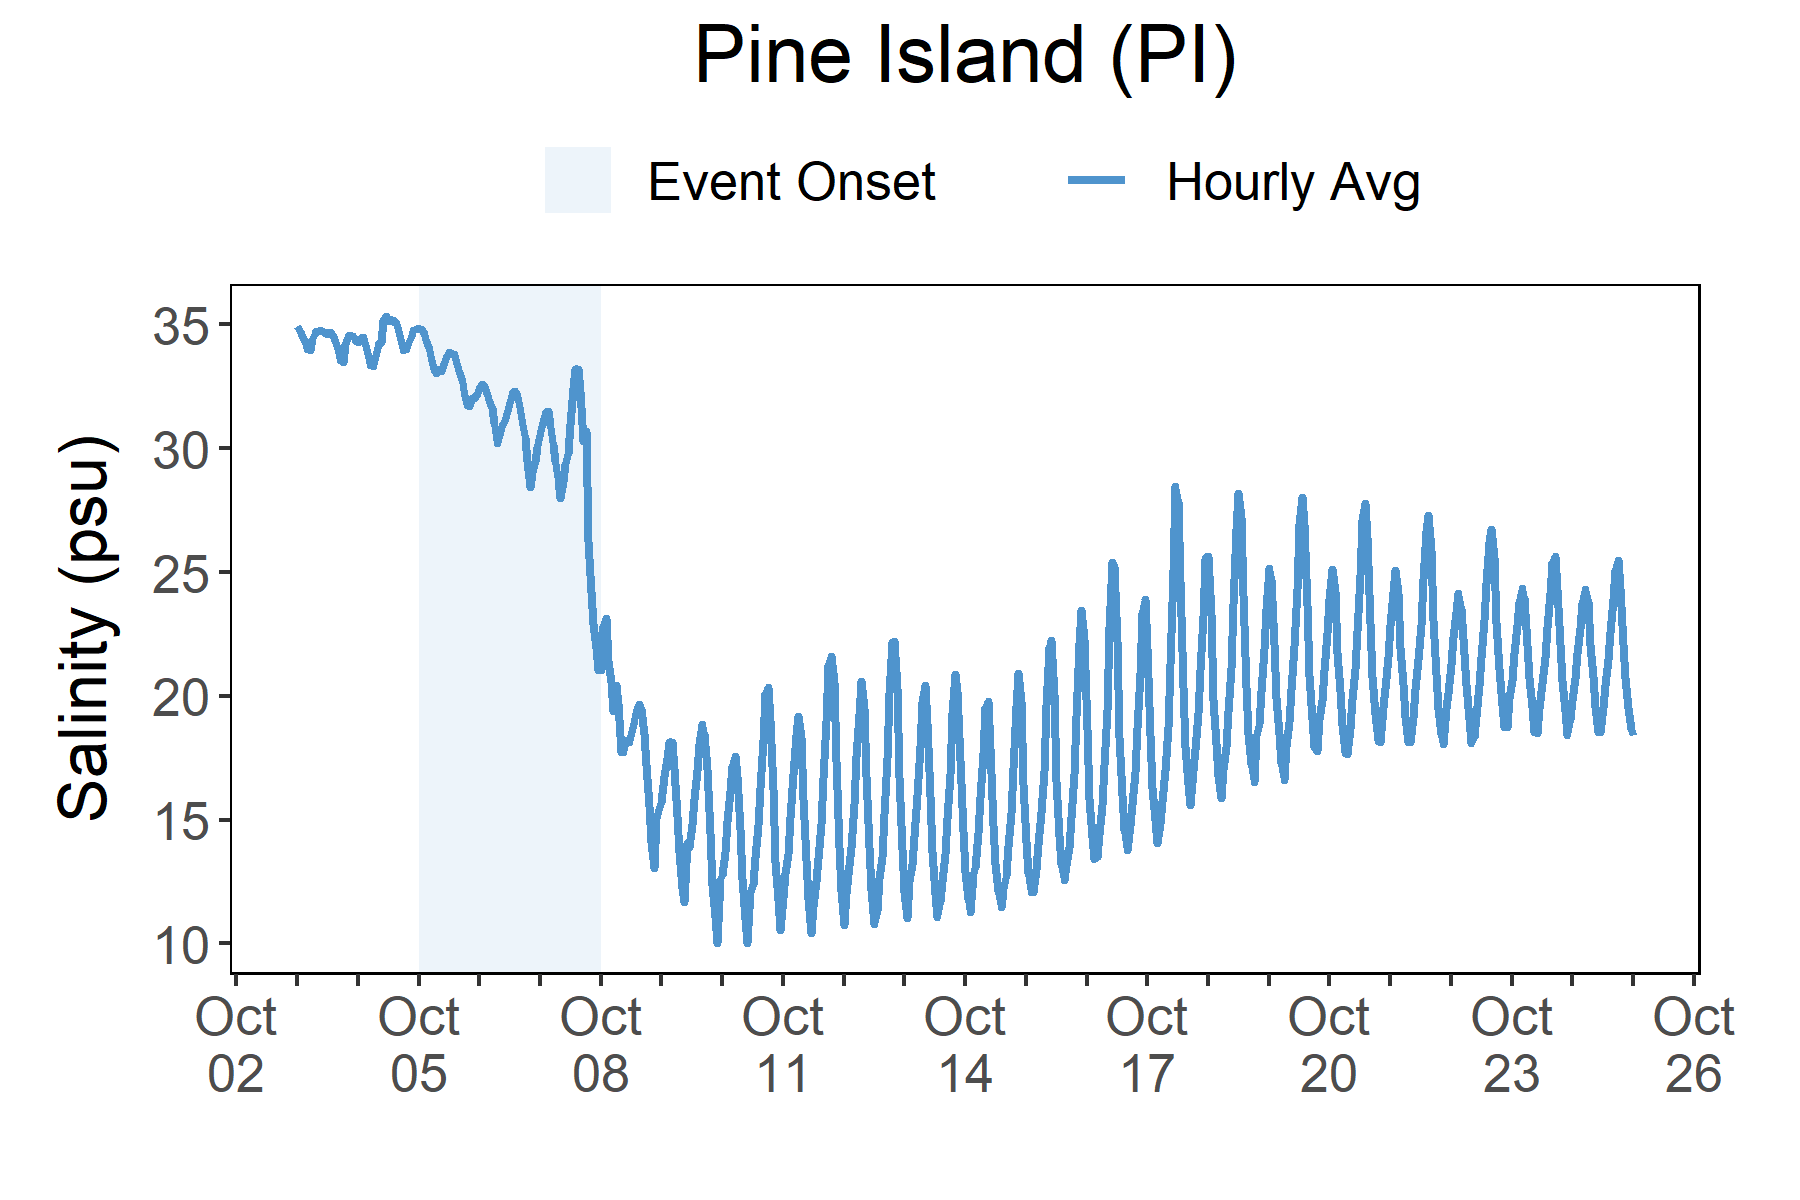 Pine Island (PI)
Event Onset Hourly Avg
Salinity (psu)
35
30
25
20
15
10
Oct 02 Oct 05 Oct 08 Oct 11 Oct 14 Oct 17 Oct 20 Oct 23 Oct 26